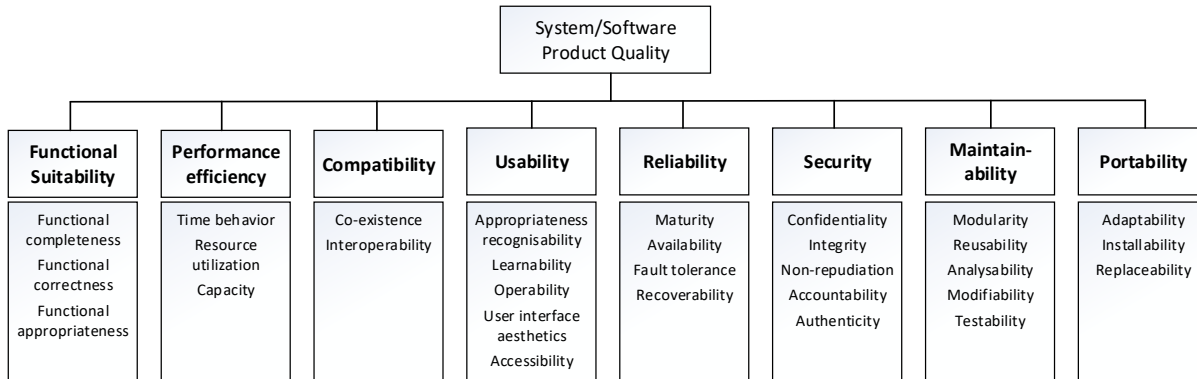 System/Software
Product Quality
Functional
Suitability
Performance
efficiency
Compatibility
Usability
Reliability
Security
Maintain-
ability
Portability
Functional
completeness
Functional
correctness
Functional
appropriateness
Time behavior
Resource
utilization
Capacity
Co-existence
Interoperability
Appropriateness
recognisability
Learnability
Operability
User interface
aesthetics
Accessibility
Maturity
Availability
Fault tolerance
Recoverability
Confidentiality
Integrity
Non-repudiation
Accountability
Authenticity
Modularity
Reusability
Analysability
Modifiability
Testability
Adaptability
Installability
Replaceability